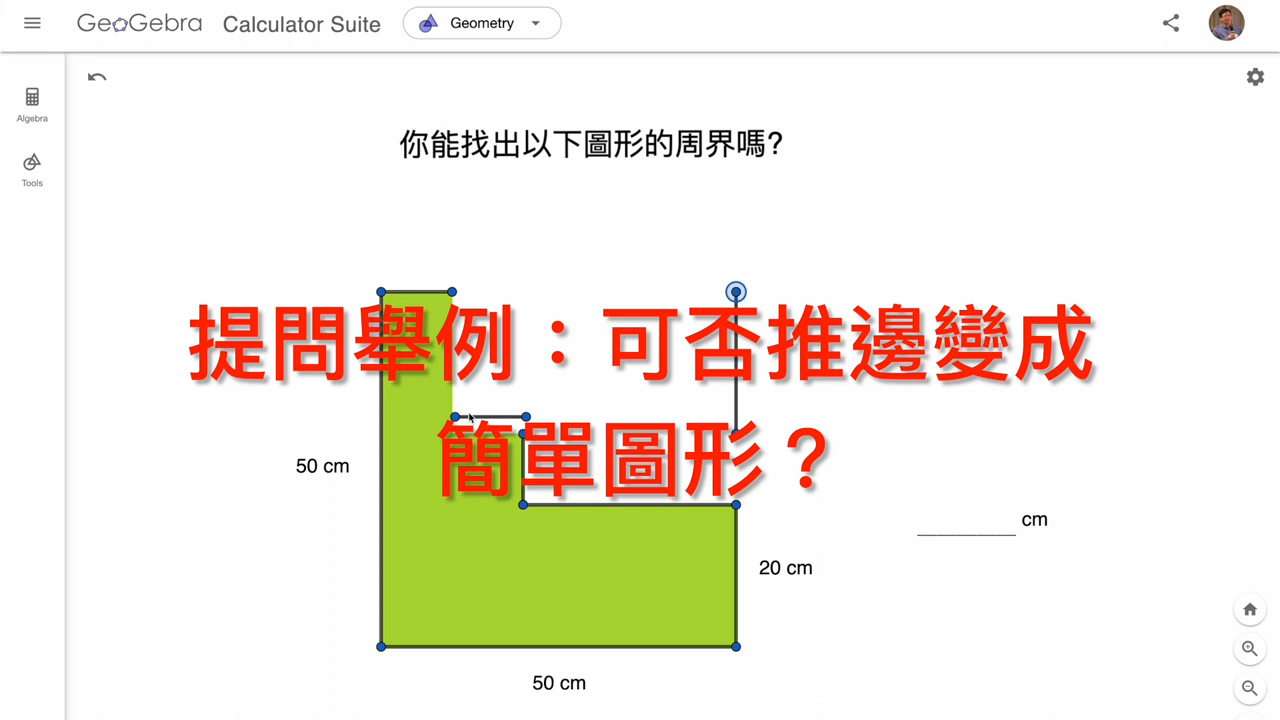 GeoGebra Calculator Suite Geometry
Algebra
Tools
你能找出以下圖形的周界嗎?
提問舉例：可否推邊變成
簡單圖形？
50 cm
cm
20 cm
50 cm